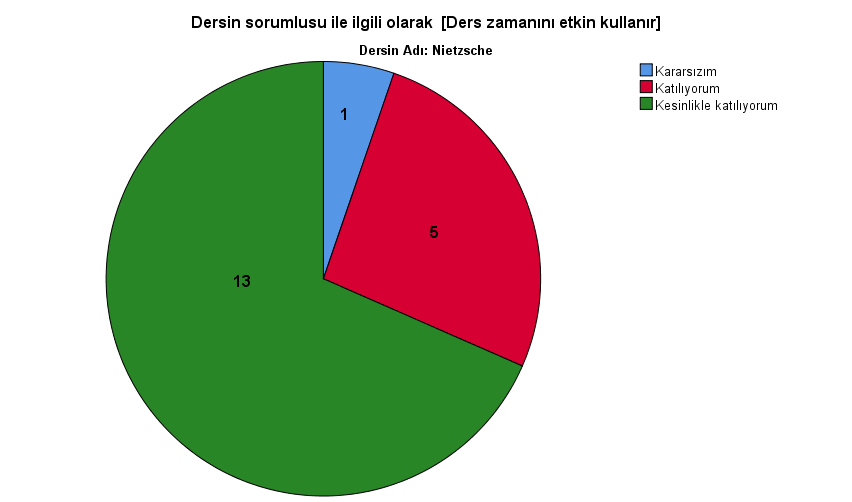 Dersin sorumlusu ile ilgili olarak [Ders zamanını etkin kullanır]
Dersin Adı: Nietzsche
Kararsızım
Katılıyorum
Kesinlikle katılıyorum
1
5
13